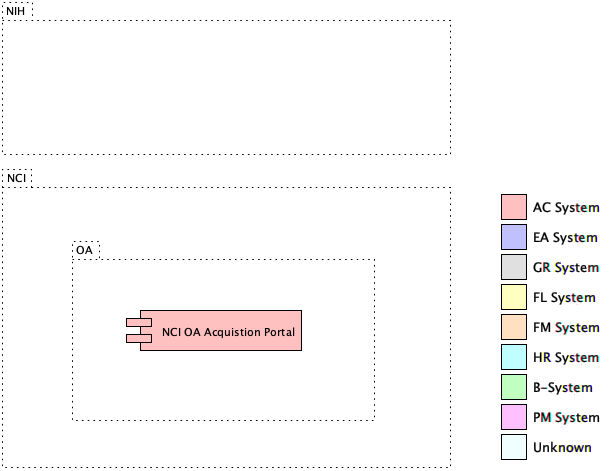 NIH
NCI
OA
NCI OA Acquistion Portal
AC System
EA System
GR System
FL System
FM System
HR System
B-System
PM System
Unknown